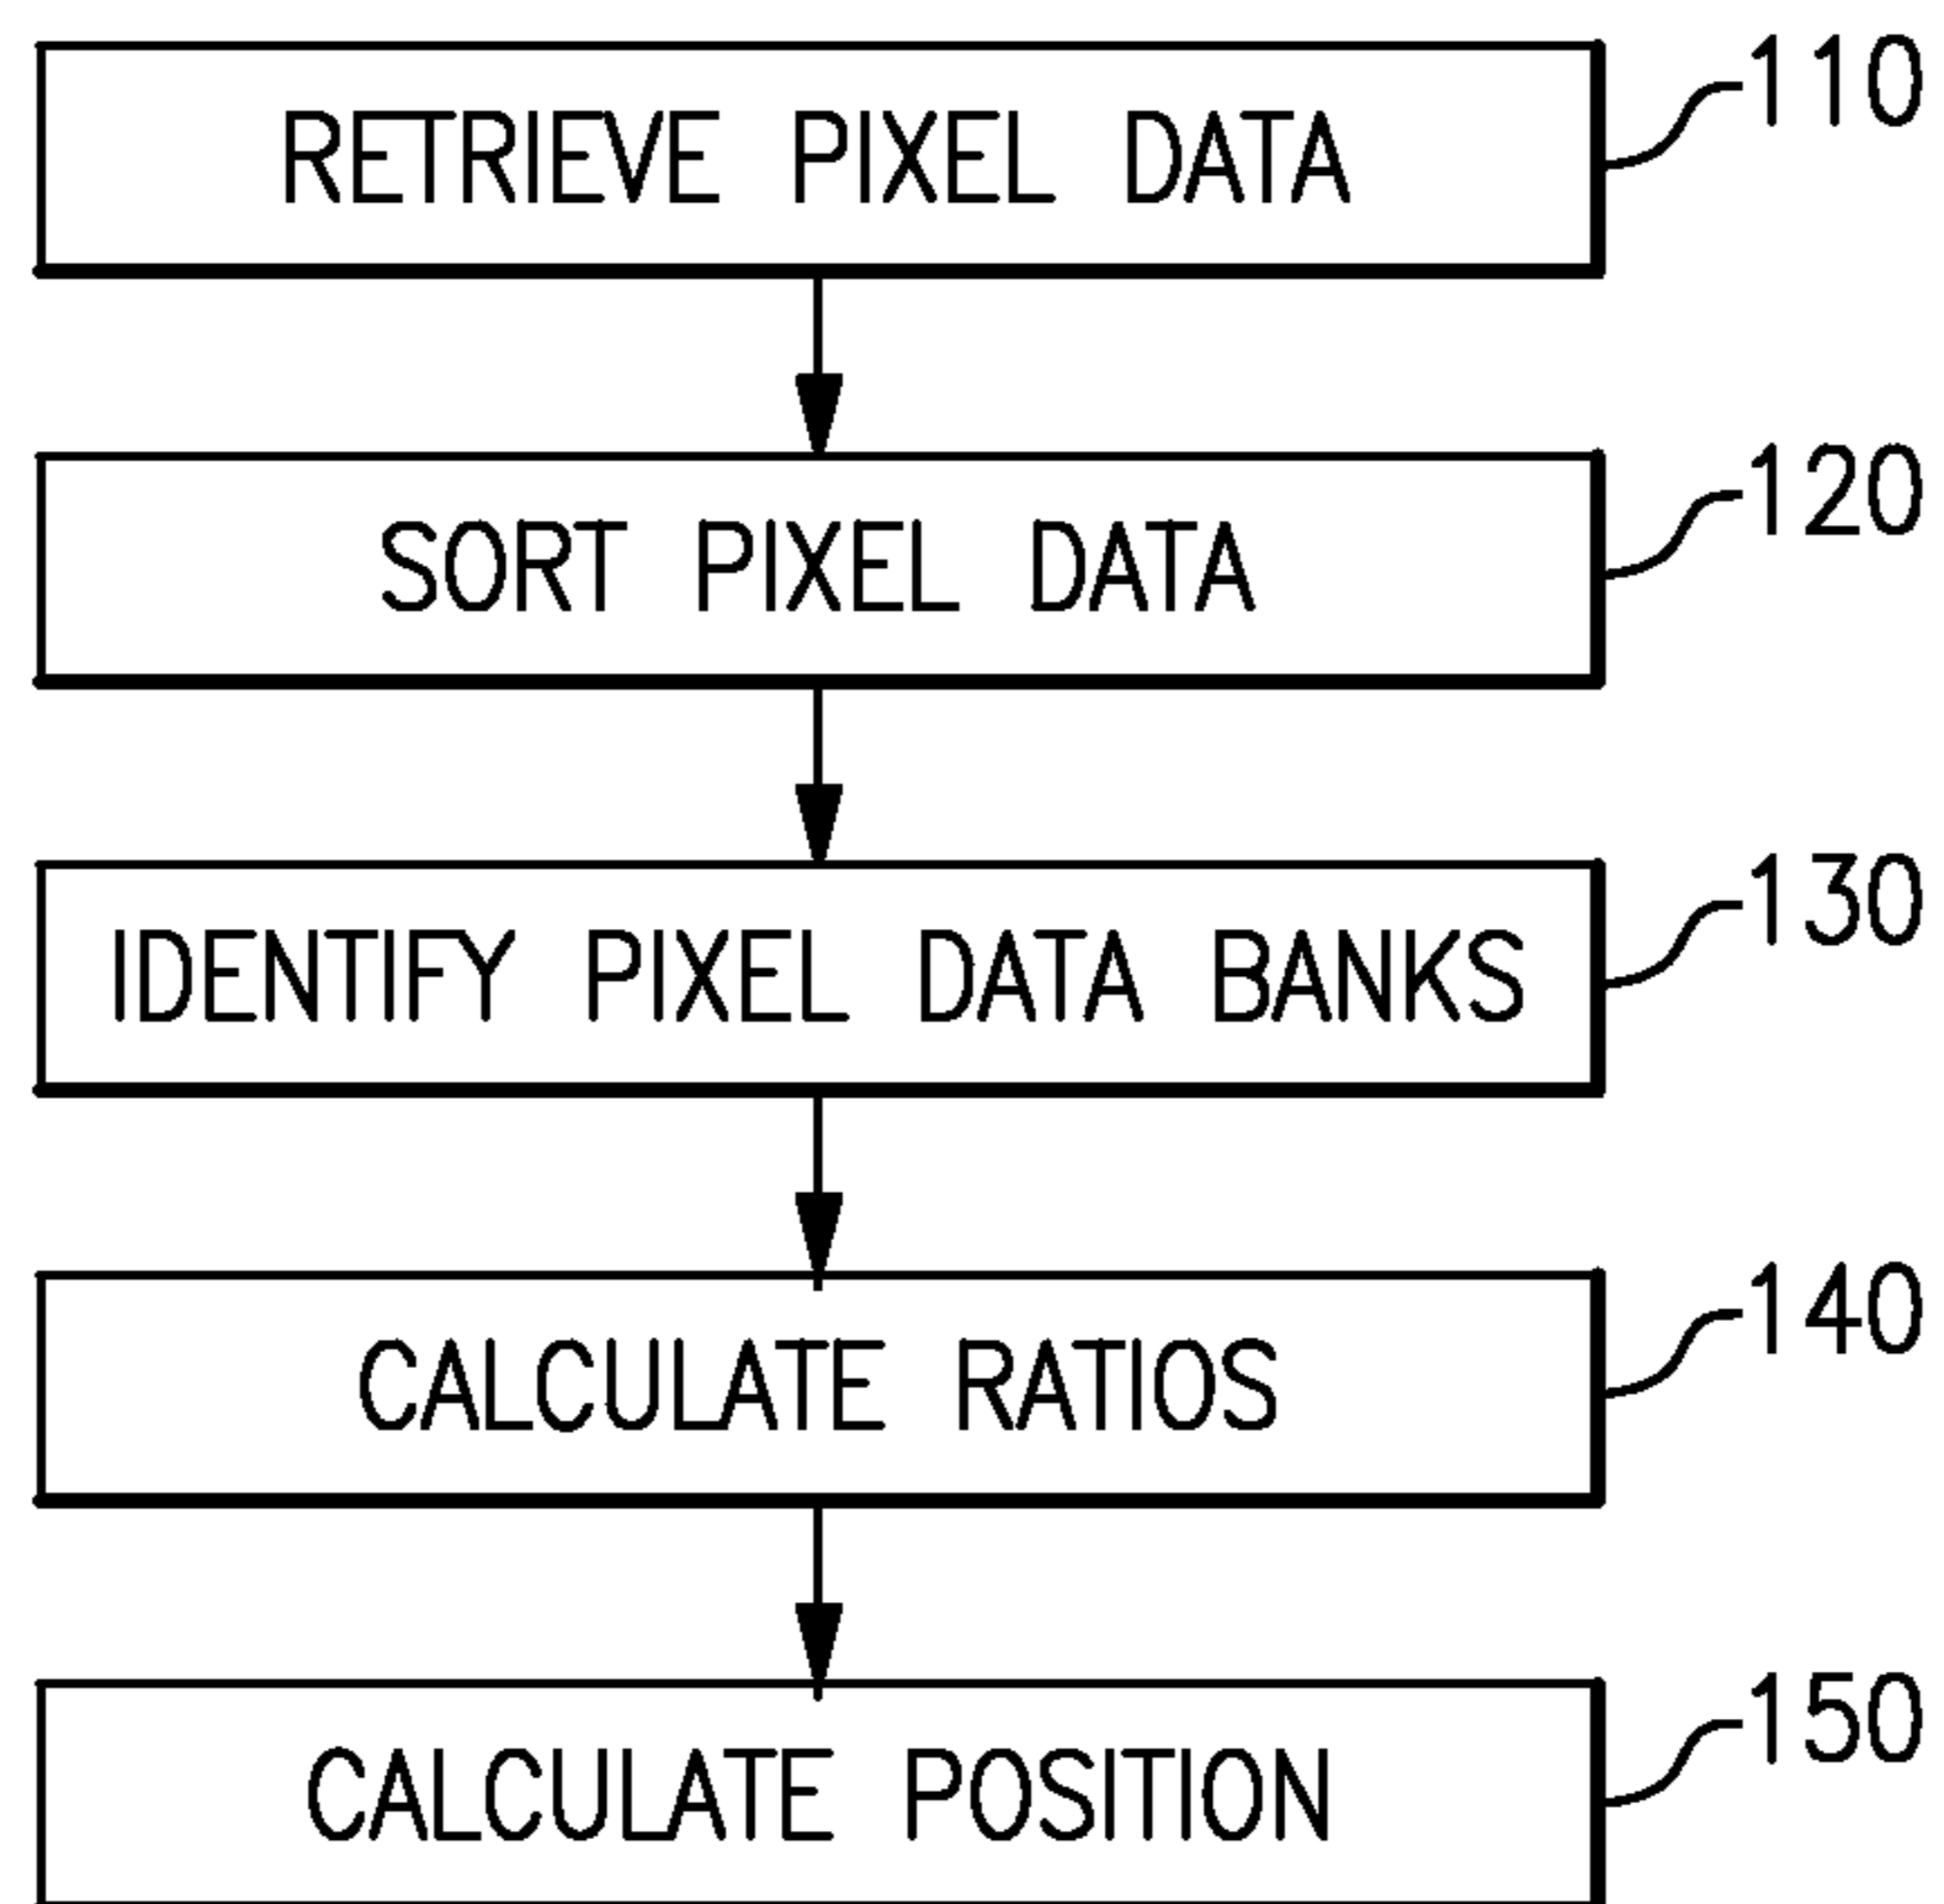 RETRIEVE PIXEL DATA
110
SORT PIXEL DATA
120
IDENTIFY PIXEL DATA BANKS
130
CALCULATE RATIOS
140
CALCULATE POSITION
150